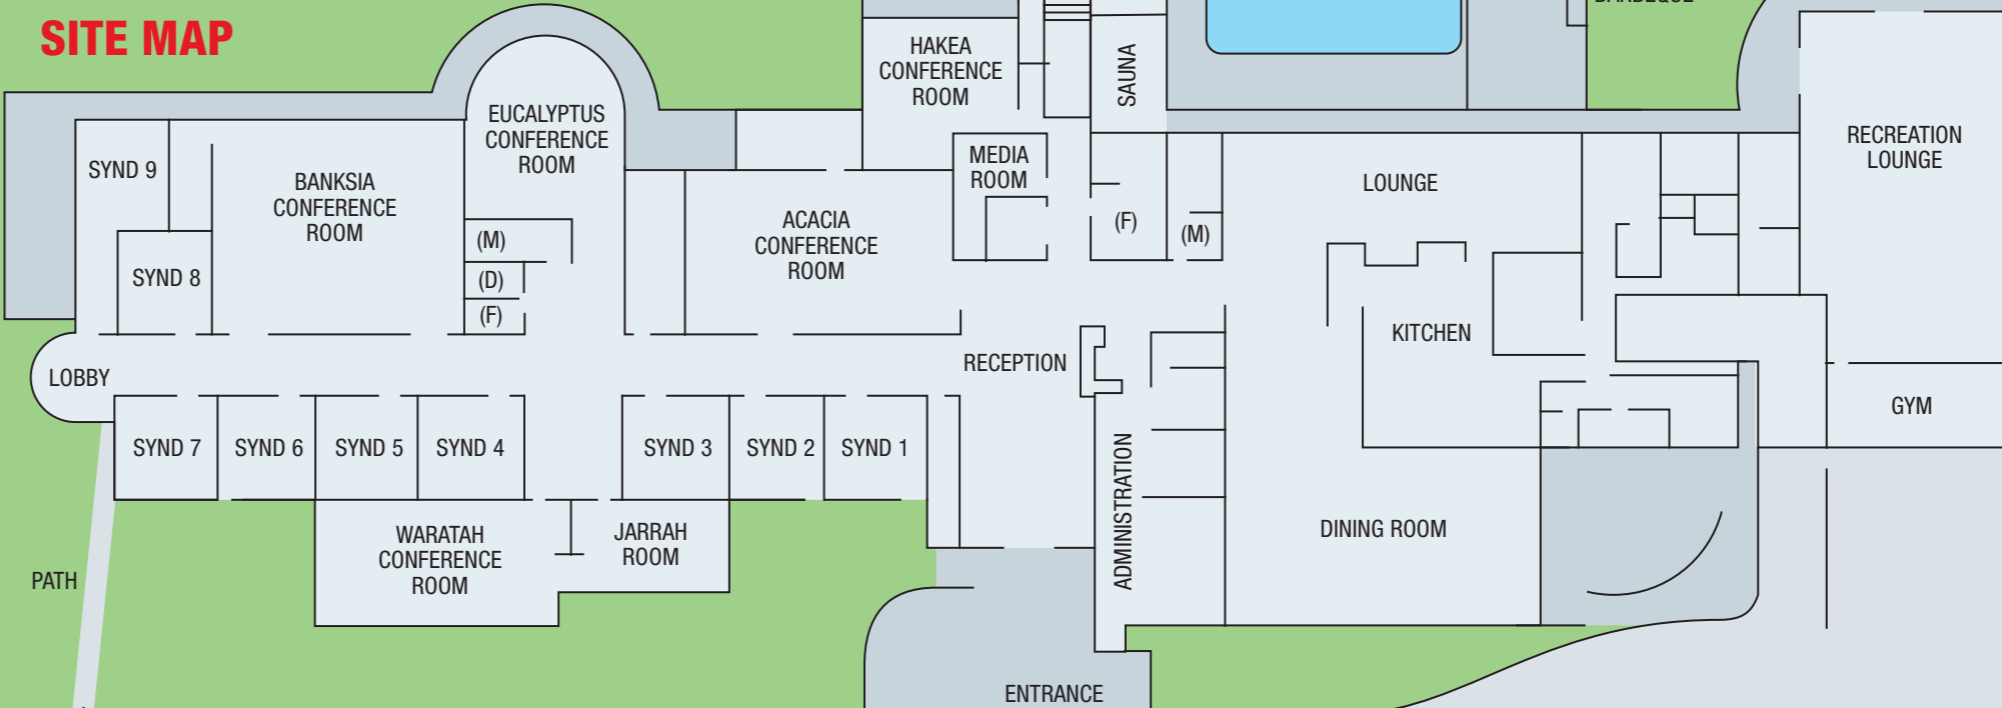 SITE MAP
BARBEQUE
HAKEA
CONFERENCE
ROOM
SAUNA
EUCALYPTUS
CONFERENCE
ROOM
RECREATION
LOUNGE
SYND 9
BANKSIA
CONFERENCE
ROOM
MEDIA
ROOM
LOUNGE
(M)
ACACIA
CONFERENCE
ROOM
(F)
(M)
SYND 8
(D)
(F)
LOBBY
RECEPTION
KITCHEN
GYM
SYND 7
SYND 6
SYND 5
SYND 4
SYND 3
SYND 2
SYND 1
ADMINISTRATION
WARATAH
CONFERENCE
ROOM
JARRAH
ROOM
DINING ROOM
PATH
ENTRANCE